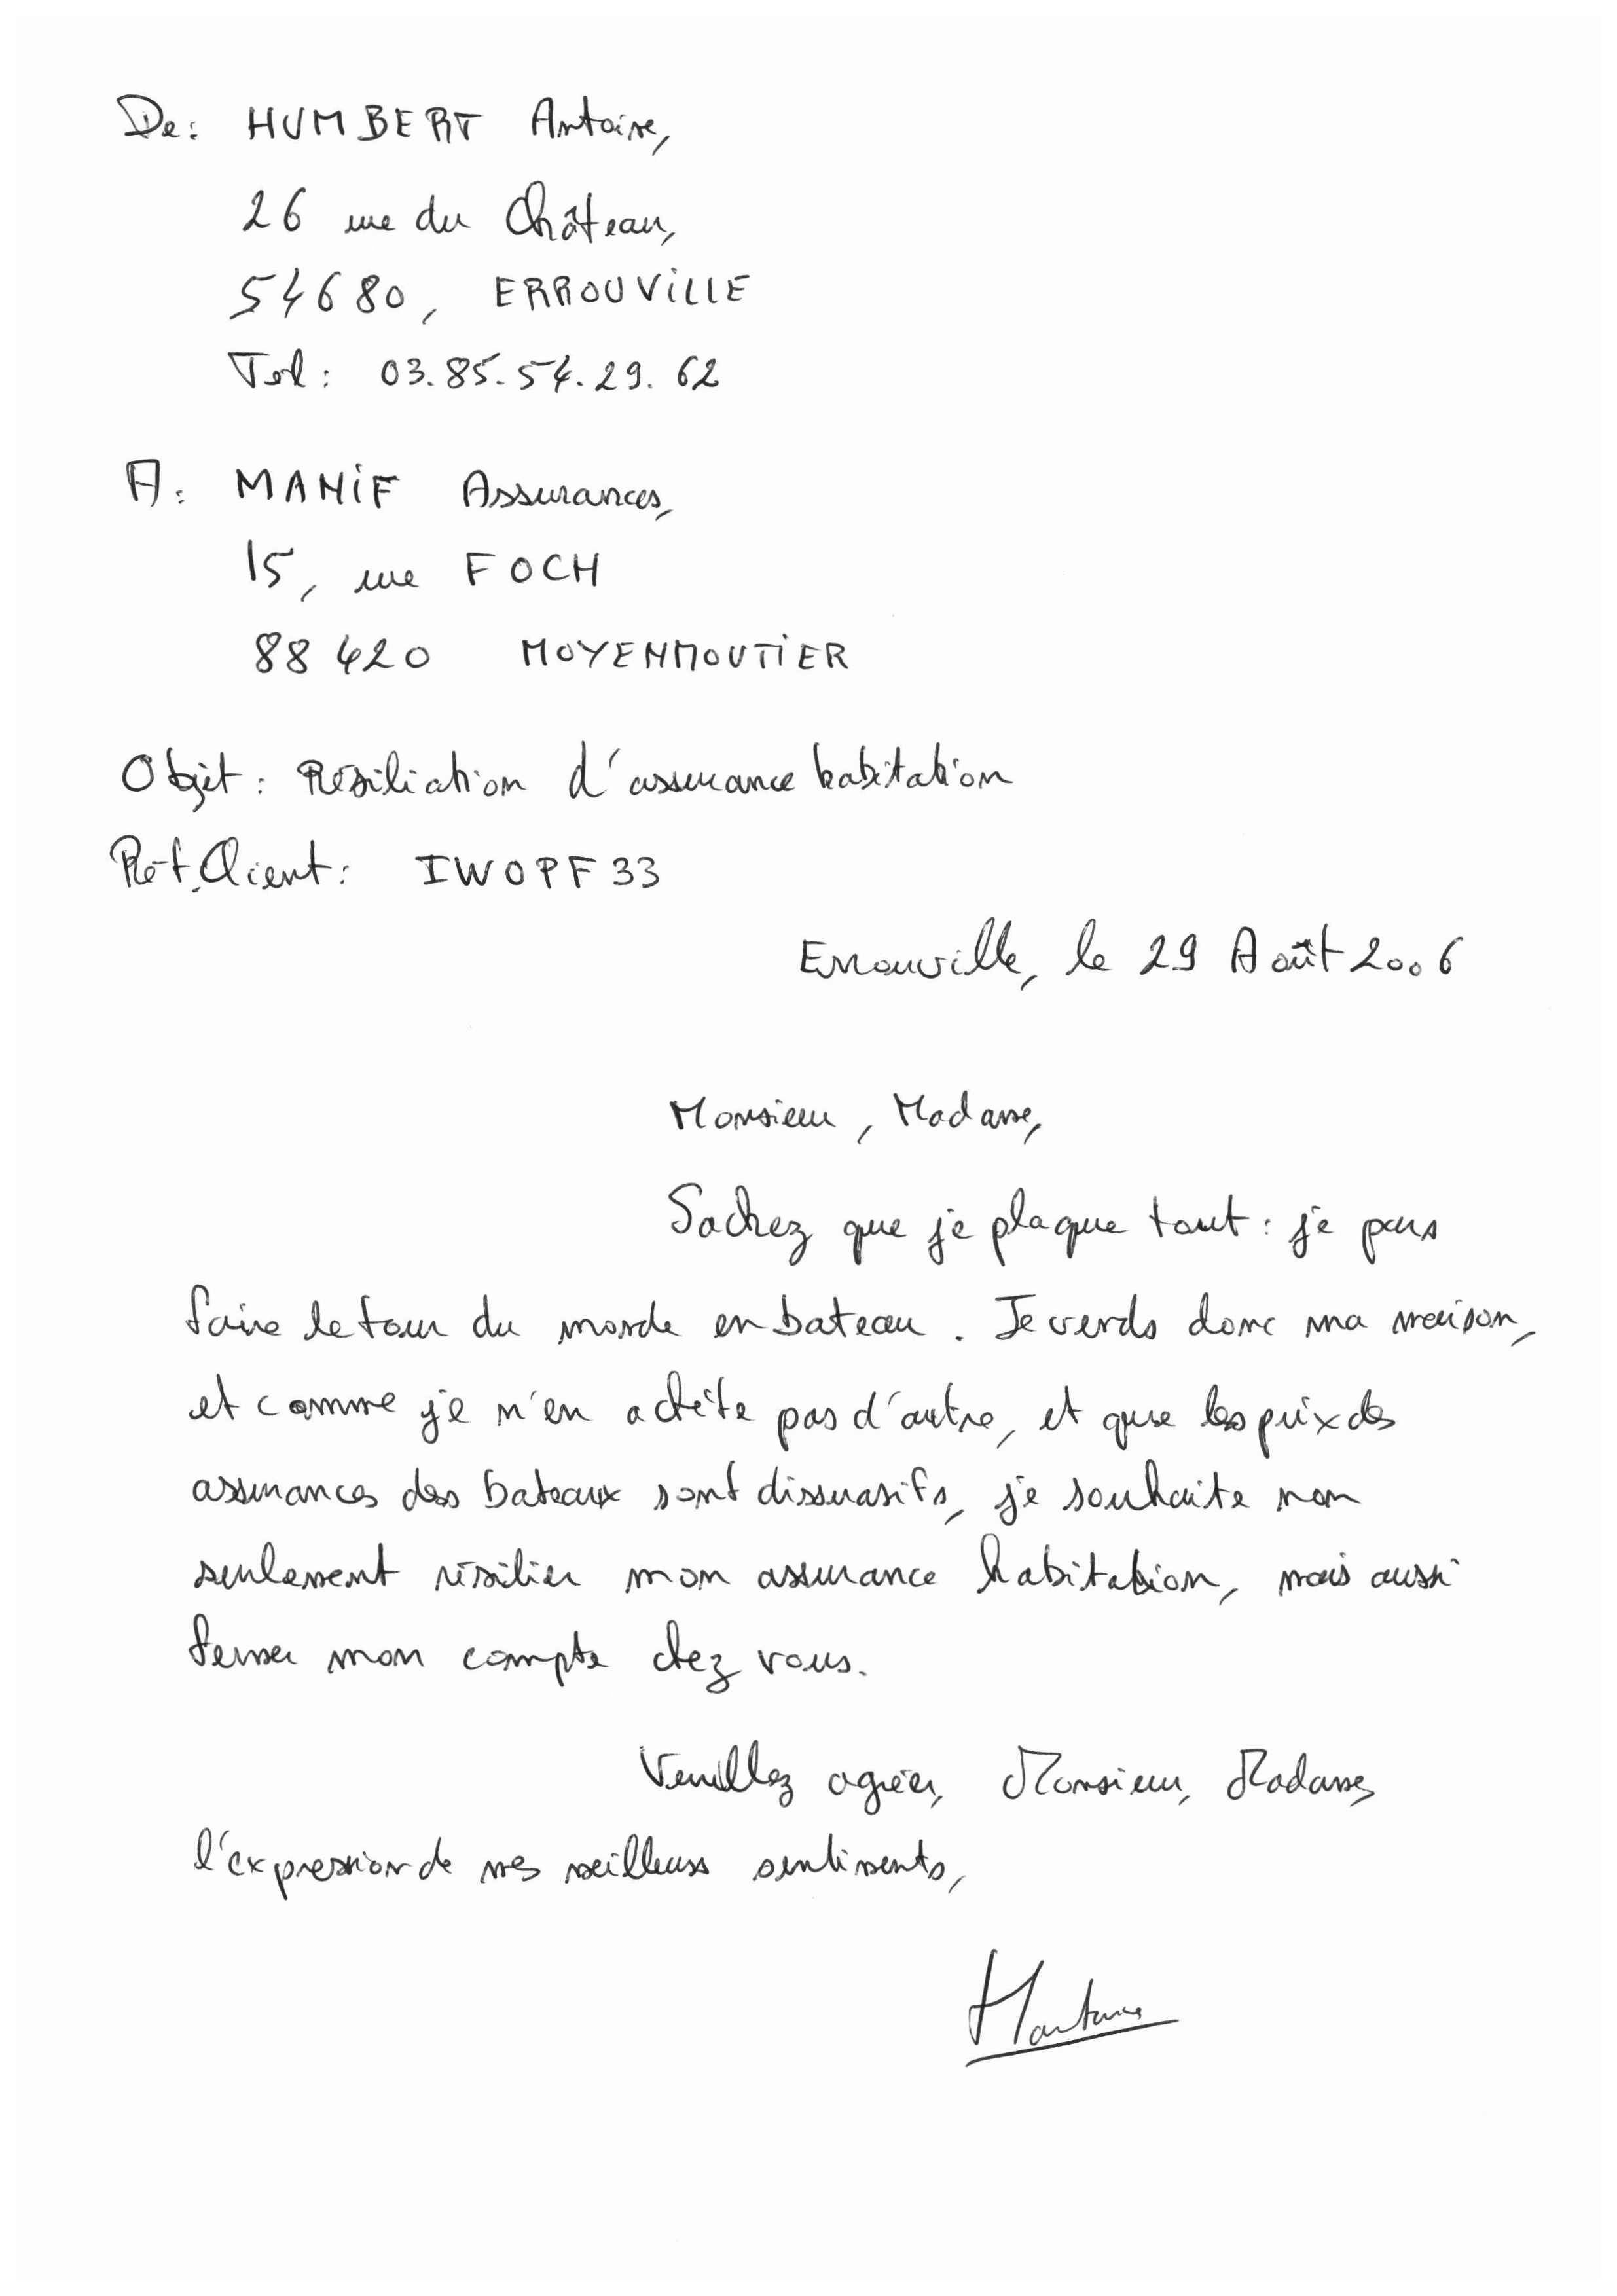 De: HUMBERT Antoine,
26 rue du Château,
54680, ERROUVILLE
Tel: 03.85.54.29.62
A: MANIF Assurances,
15, rue FOCH
88420 MOYENMOUTIER
Objet: Résiliation d'assurance habitation
Réf. Client: IWOPF33
Errouville, le 29 Août 2006
Monsieur, Madame,
Sachez que je plaque tout: je pars
faire le tour du monde en bateau. Je vends donc ma maison,
et comme je n'en achète pas d'autre, et que les prix des
assurances des bateaux sont dissuasifs, je souhaite non
seulement résilier mon assurance habitation, mais aussi
fermer mon compte chez vous.
Veuillez agréer, Monsieur, Madame,
l'expression de mes meilleurs sentiments,